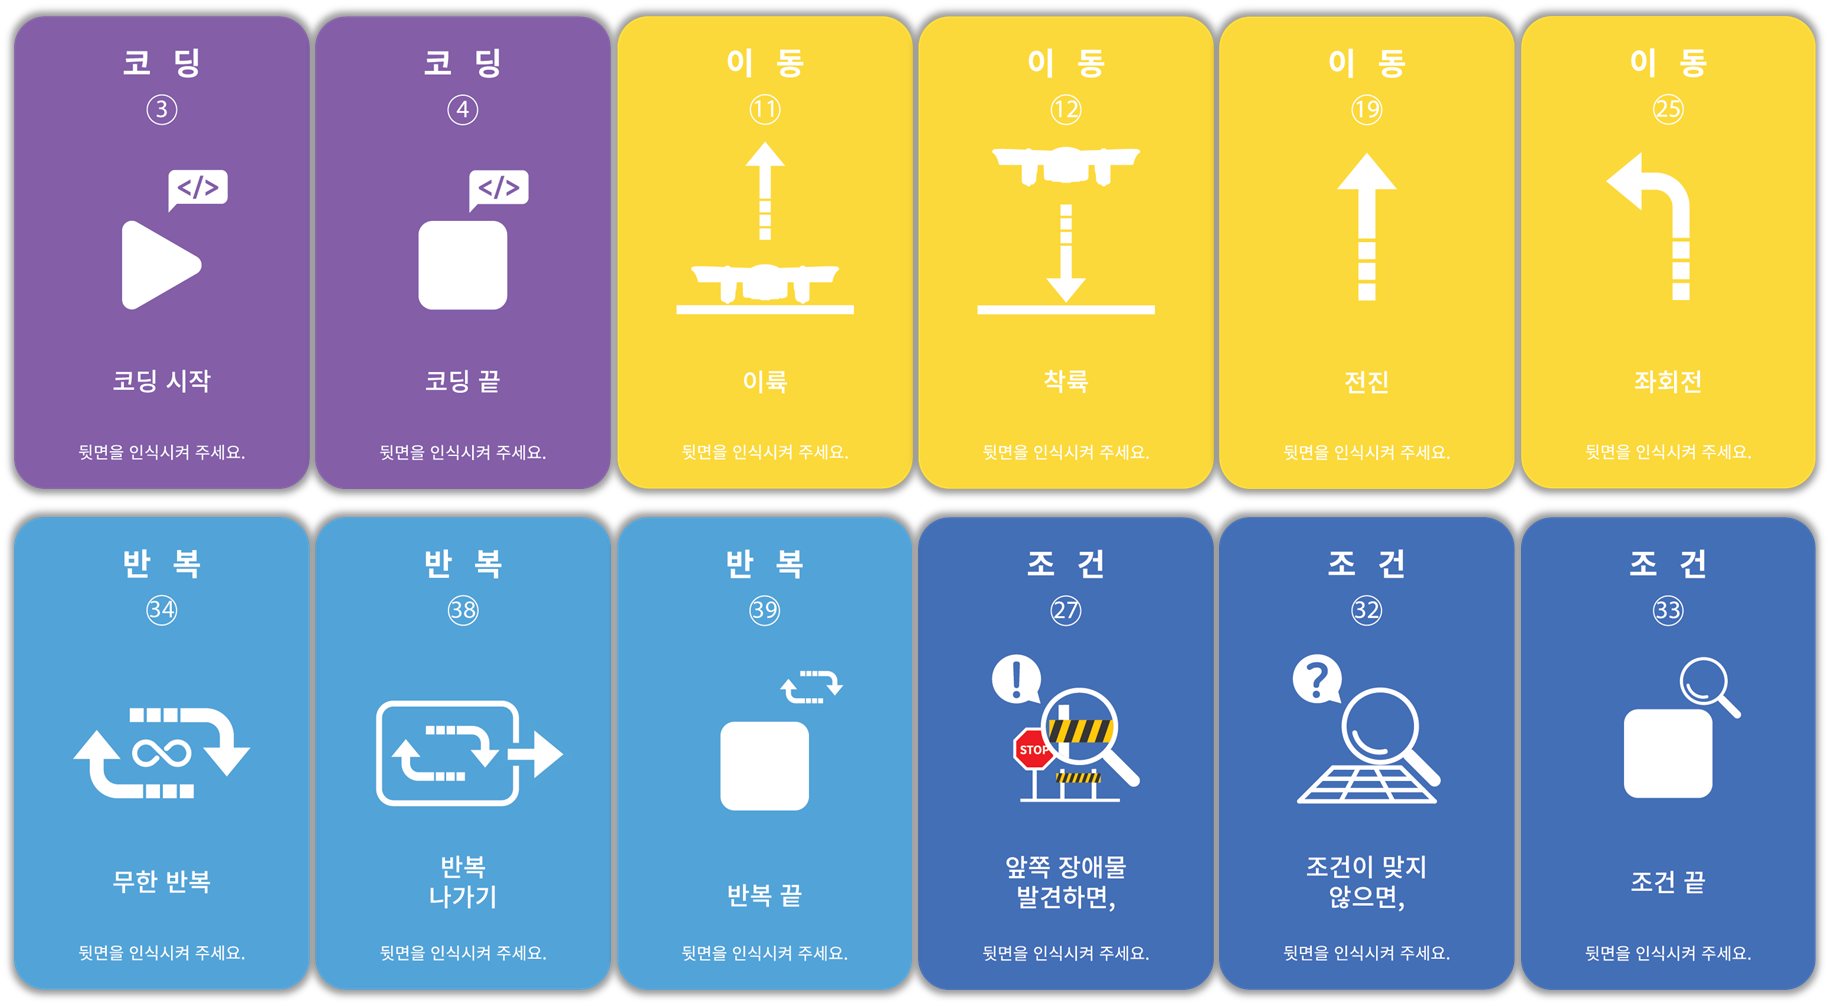 코 딩
3
</>
코딩 시작
뒷면을 인식시켜 주세요.
코 딩
4
</>
코딩 끝
뒷면을 인식시켜 주세요.
이 동
11
이륙
뒷면을 인식시켜 주세요.
이 동
12
착륙
뒷면을 인식시켜 주세요.
이 동
19
전진
뒷면을 인식시켜 주세요.
이 동
25
좌회전
뒷면을 인식시켜 주세요.
반 복
34
무한 반복
뒷면을 인식시켜 주세요.
반 복
38
반복
나가기
뒷면을 인식시켜 주세요.
반 복
39
반복 끝
뒷면을 인식시켜 주세요.
조 건
27
!
STOP
앞쪽 장애물
발견하면,
뒷면을 인식시켜 주세요.
조 건
32
?
조건이 맞지
않으면,
뒷면을 인식시켜 주세요.
조 건
33
조건 끝
뒷면을 인식시켜 주세요.